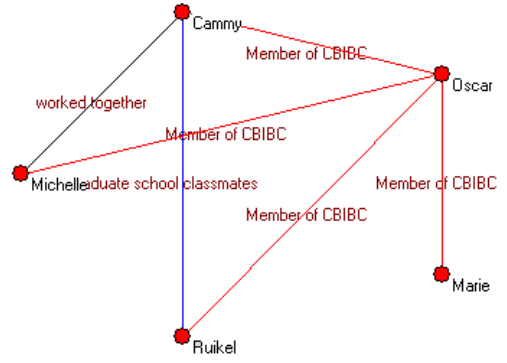 Cammy
Member of CBIBC
Oscar
worked together
Member of CBIBC
Michelle
aduate school classmates
Member of CBIBC
Member of CBIBC
Marie
Ruikel